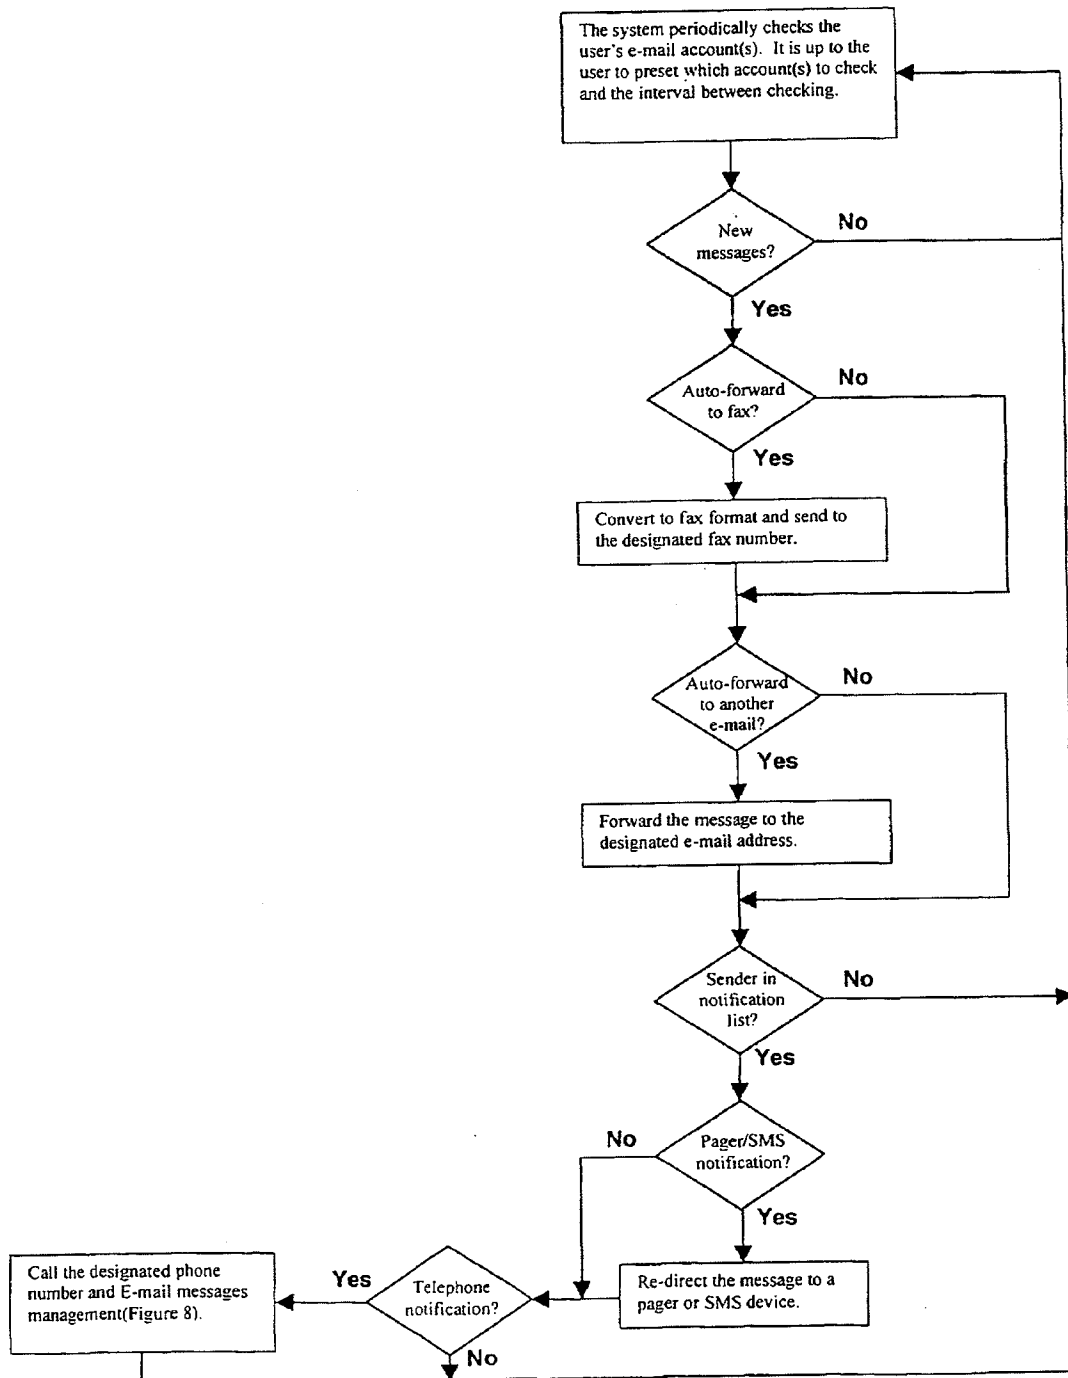 The system periodically checks the
user's e-mail account(s). It is up to the
user to preset which account(s) to check
and the interval between checking.
New
messages?
No
Yes
Auto-forward
to fax?
No
Yes
Convert to fax format and send to
the designated fax number.
Auto-forward
to another
e-mail?
No
Yes
Forward the message to the
designated e-mail address.
Sender in
notification
list?
No
Yes
Pager/SMS
notification?
No
Yes
Re-direct the message to a
pager or SMS device.
Telephone
notification?
Yes
No
Call the designated phone
number and E-mail messages
management(Figure 8).